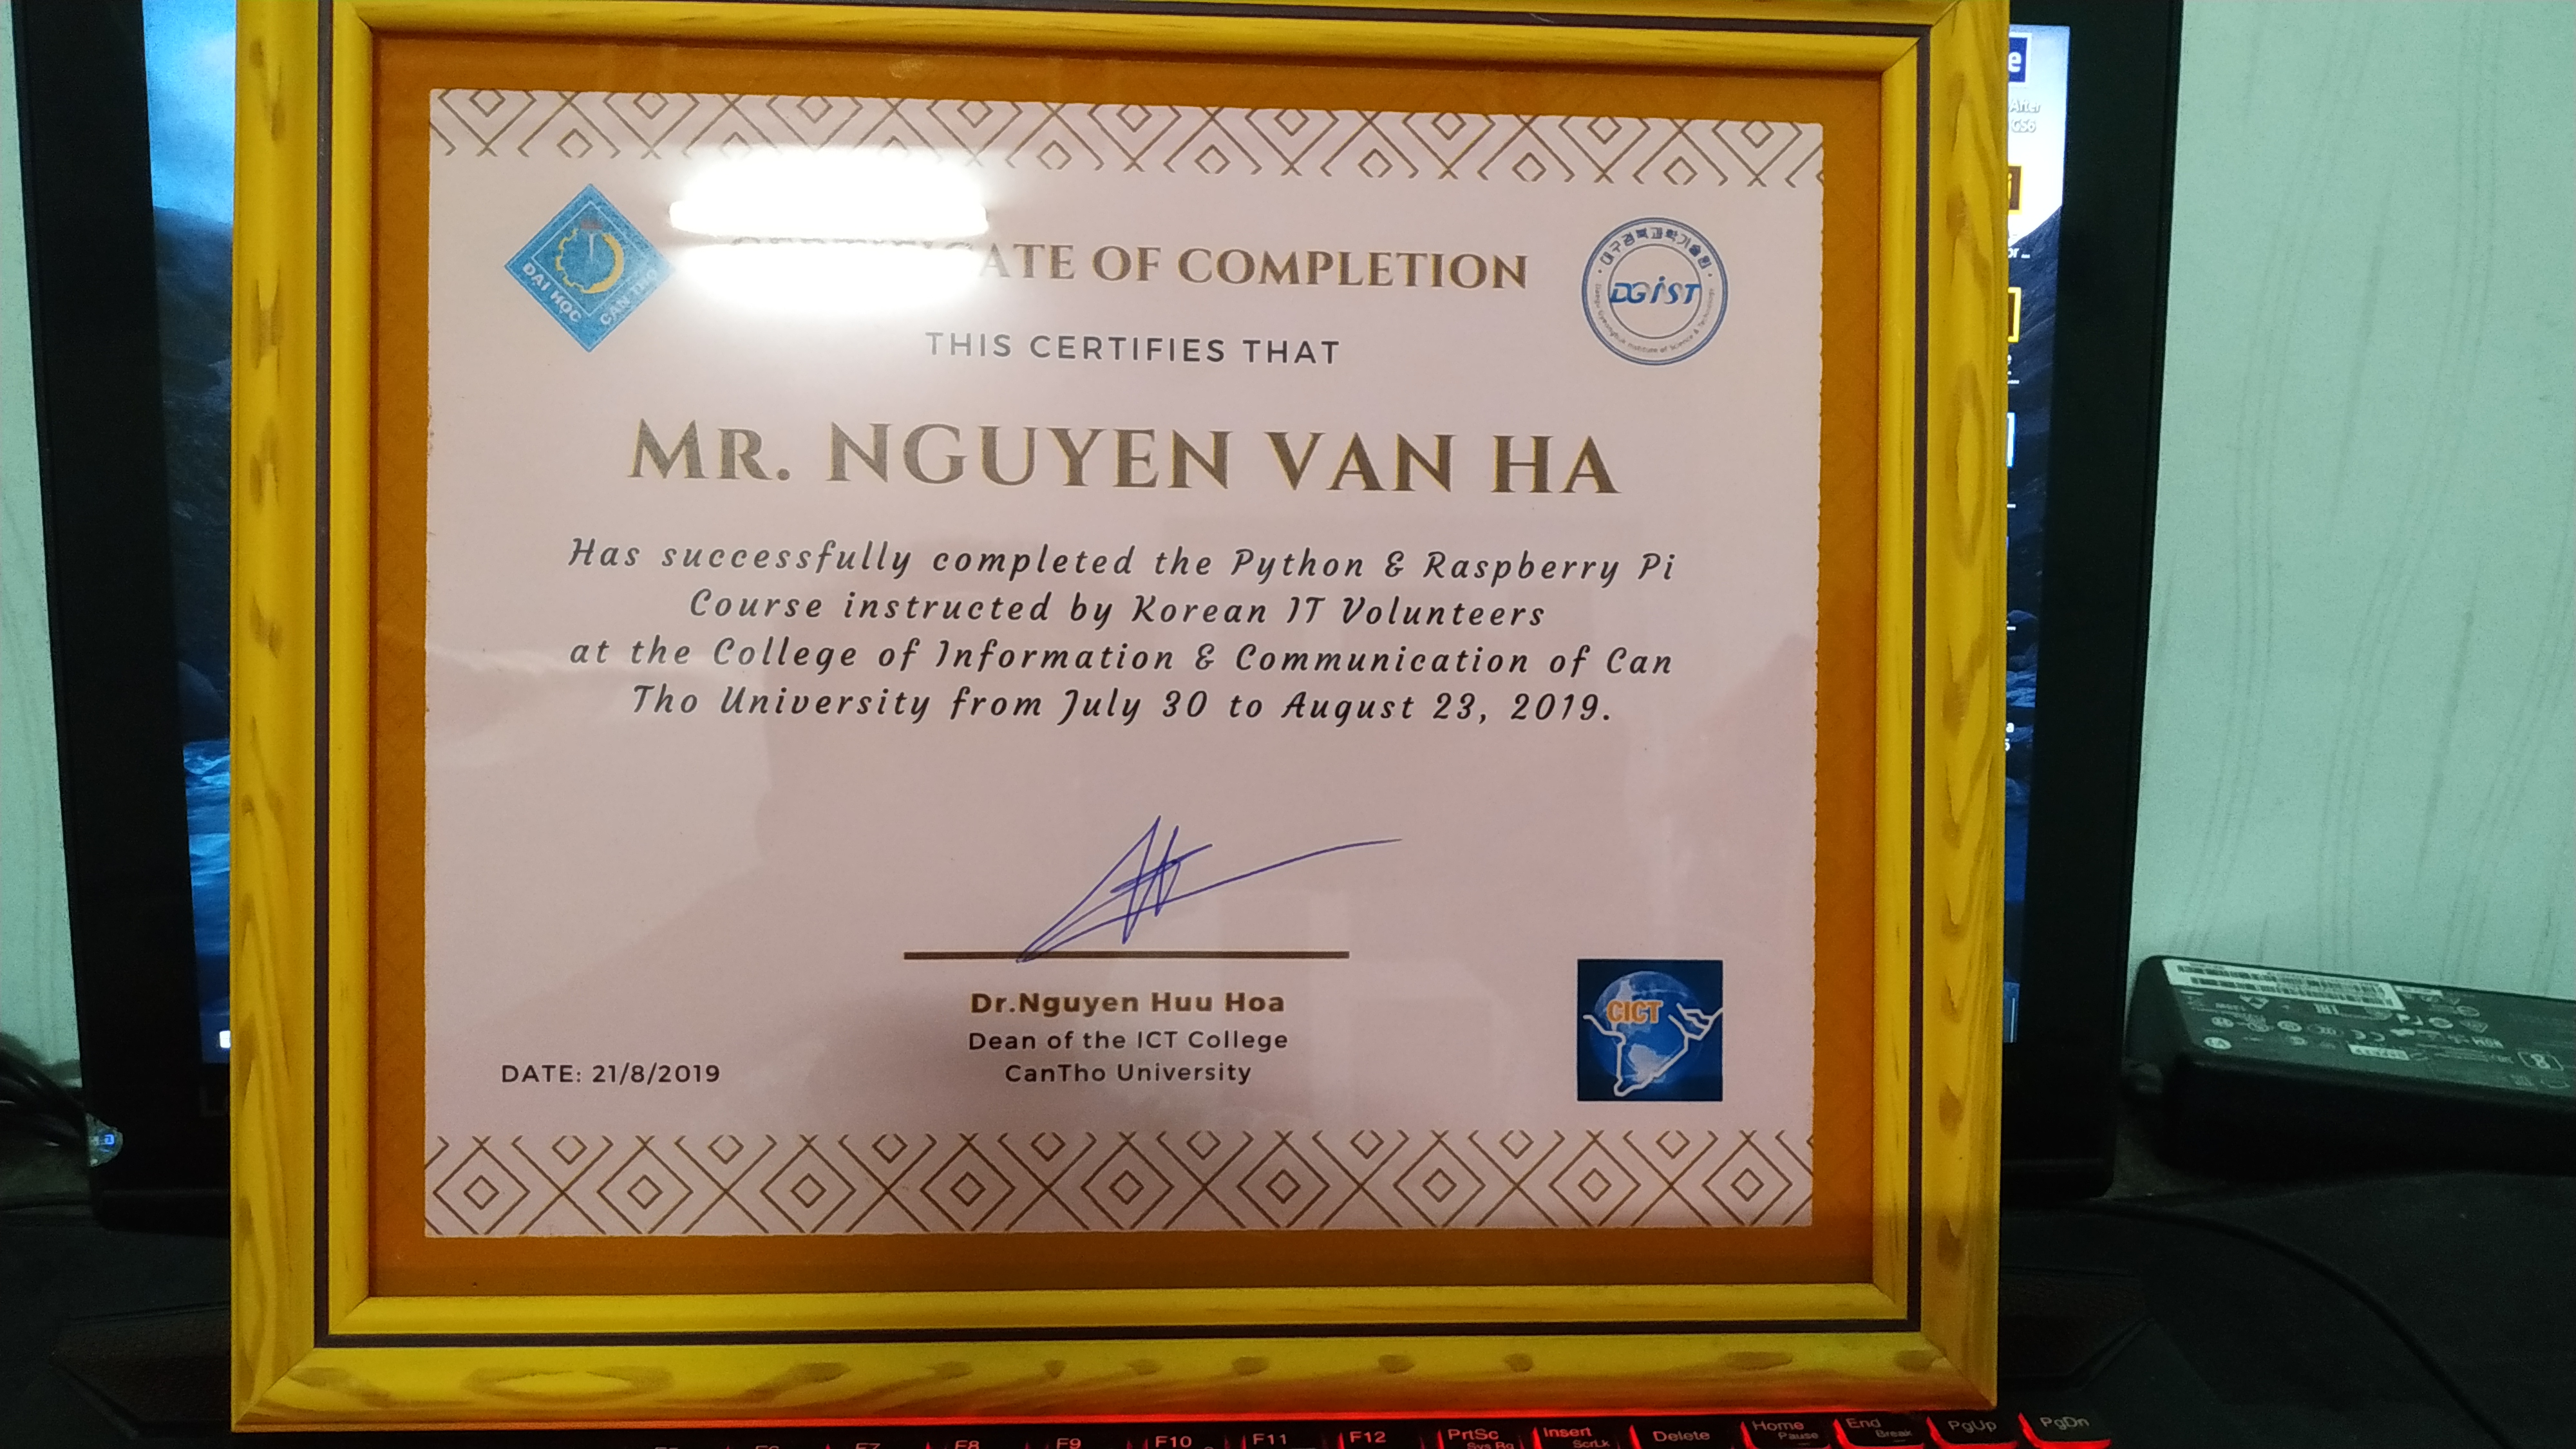 CERTIFICATE OF COMPLETION
ĐẠI HỌC CẦN THƠ
대구경북과학기술원
DGIST
Daegu Gyeongbuk Institute of Science & Technology
THIS CERTIFIES THAT
MR. NGUYEN VAN HA
Has successfully completed the Python & Raspberry Pi
Course instructed by Korean IT Volunteers
at the College of Information & Communication of Can
Tho University from July 30 to August 23, 2019.
Dr.Nguyen Huu Hoa
Dean of the ICT College
CanTho University
DATE: 21/8/2019
CICT
F7 F8 F9 F10 F11 F12 PrtSc Insert Delete Home End PgUp PgDn
SysRq ScrLk Pause Break